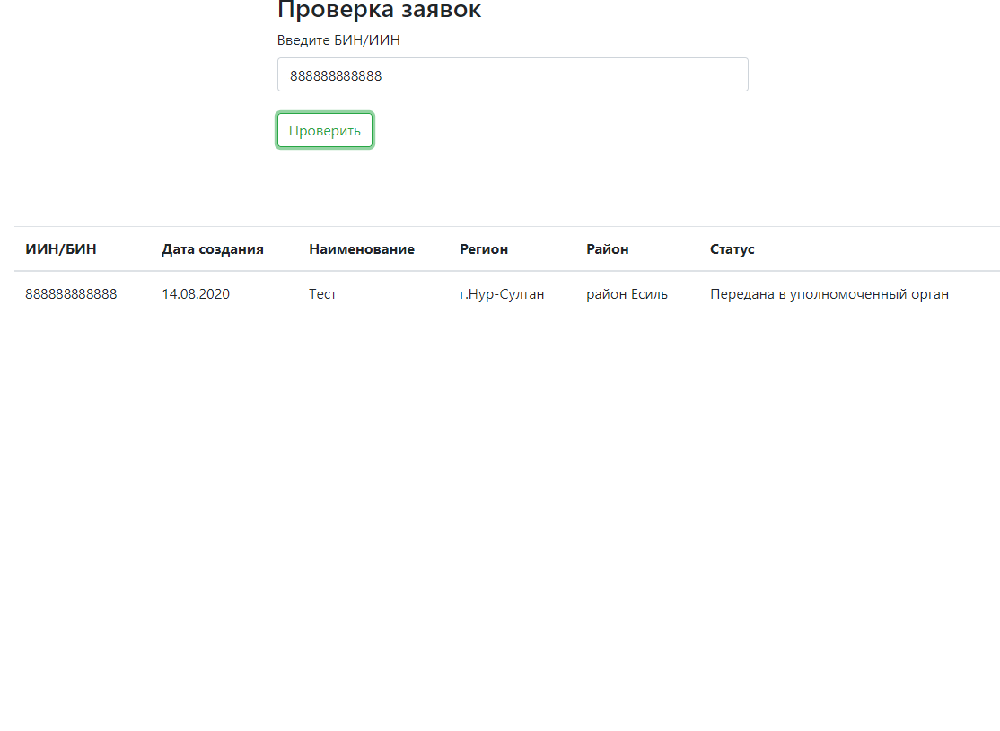 Проверка заявок
Введите БИН/ИИН
888888888888
Проверить
ИИН/БИН Дата создания Наименование Регион Район Статус
888888888888 14.08.2020 Тест г.Нур-Султан район Есиль Передана в уполномоченный орган